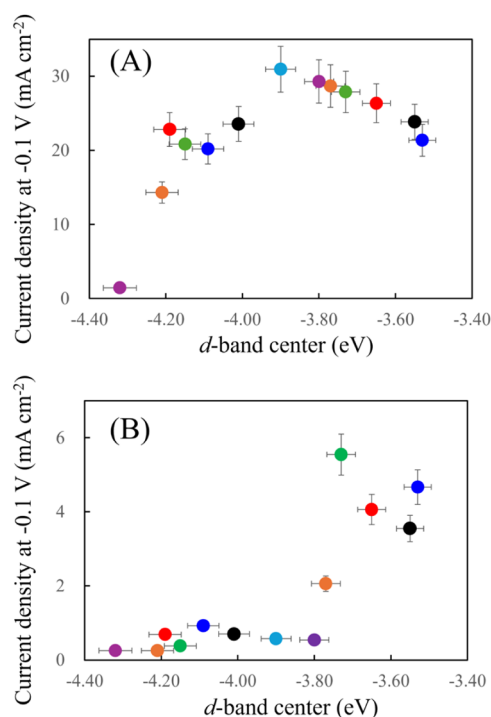 (A)
Current density at -0.1 V (mA cm-2)
30
20
10
0
-4.40 -4.20 -4.00 -3.80 -3.60 -3.40
d-band center (eV)
(B)
Current density at -0.1 V (mA cm-2)
6
4
2
0
-4.40 -4.20 -4.00 -3.80 -3.60 -3.40
d-band center (eV)